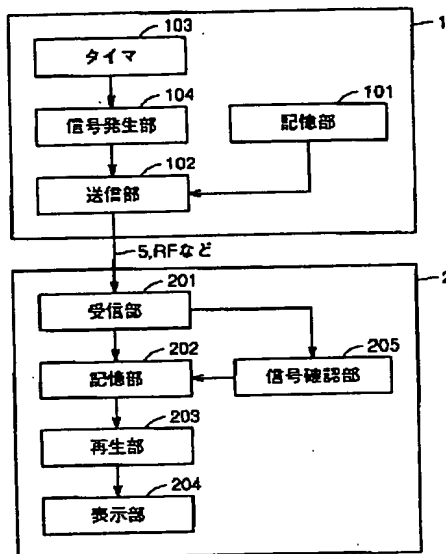 103
1
タイマ
104
101
信号発生部
記憶部
102
送信部
5,RFなど
2
201
受信部
202
205
記憶部
信号確認部
203
再生部
204
表示部